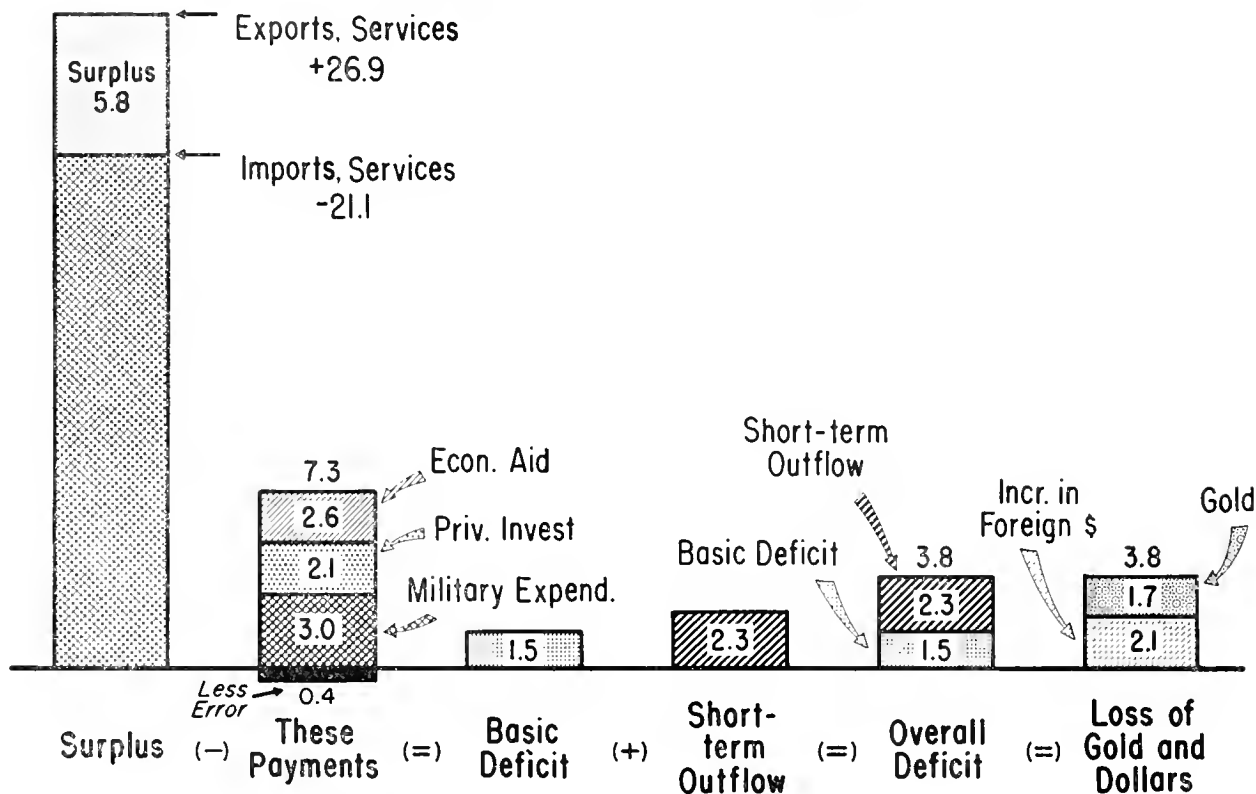 Exports, Services
+26.9
Surplus
5.8
Imports, Services
-21.1
7.3
Econ. Aid
2.6
Priv. Invest
2.1
Military Expend.
3.0
Less
Error
0.4
1.5
2.3
Short-term
Outflow
Basic Deficit
3.8
2.3
1.5
Incr. in
Foreign $
Gold
3.8
1.7
2.1
Surplus
(-)
These
Payments
(=)
Basic
Deficit
(+)
Short-
term
Outflow
(=)
Overall
Deficit
(=)
Loss of
Gold and
Dollars